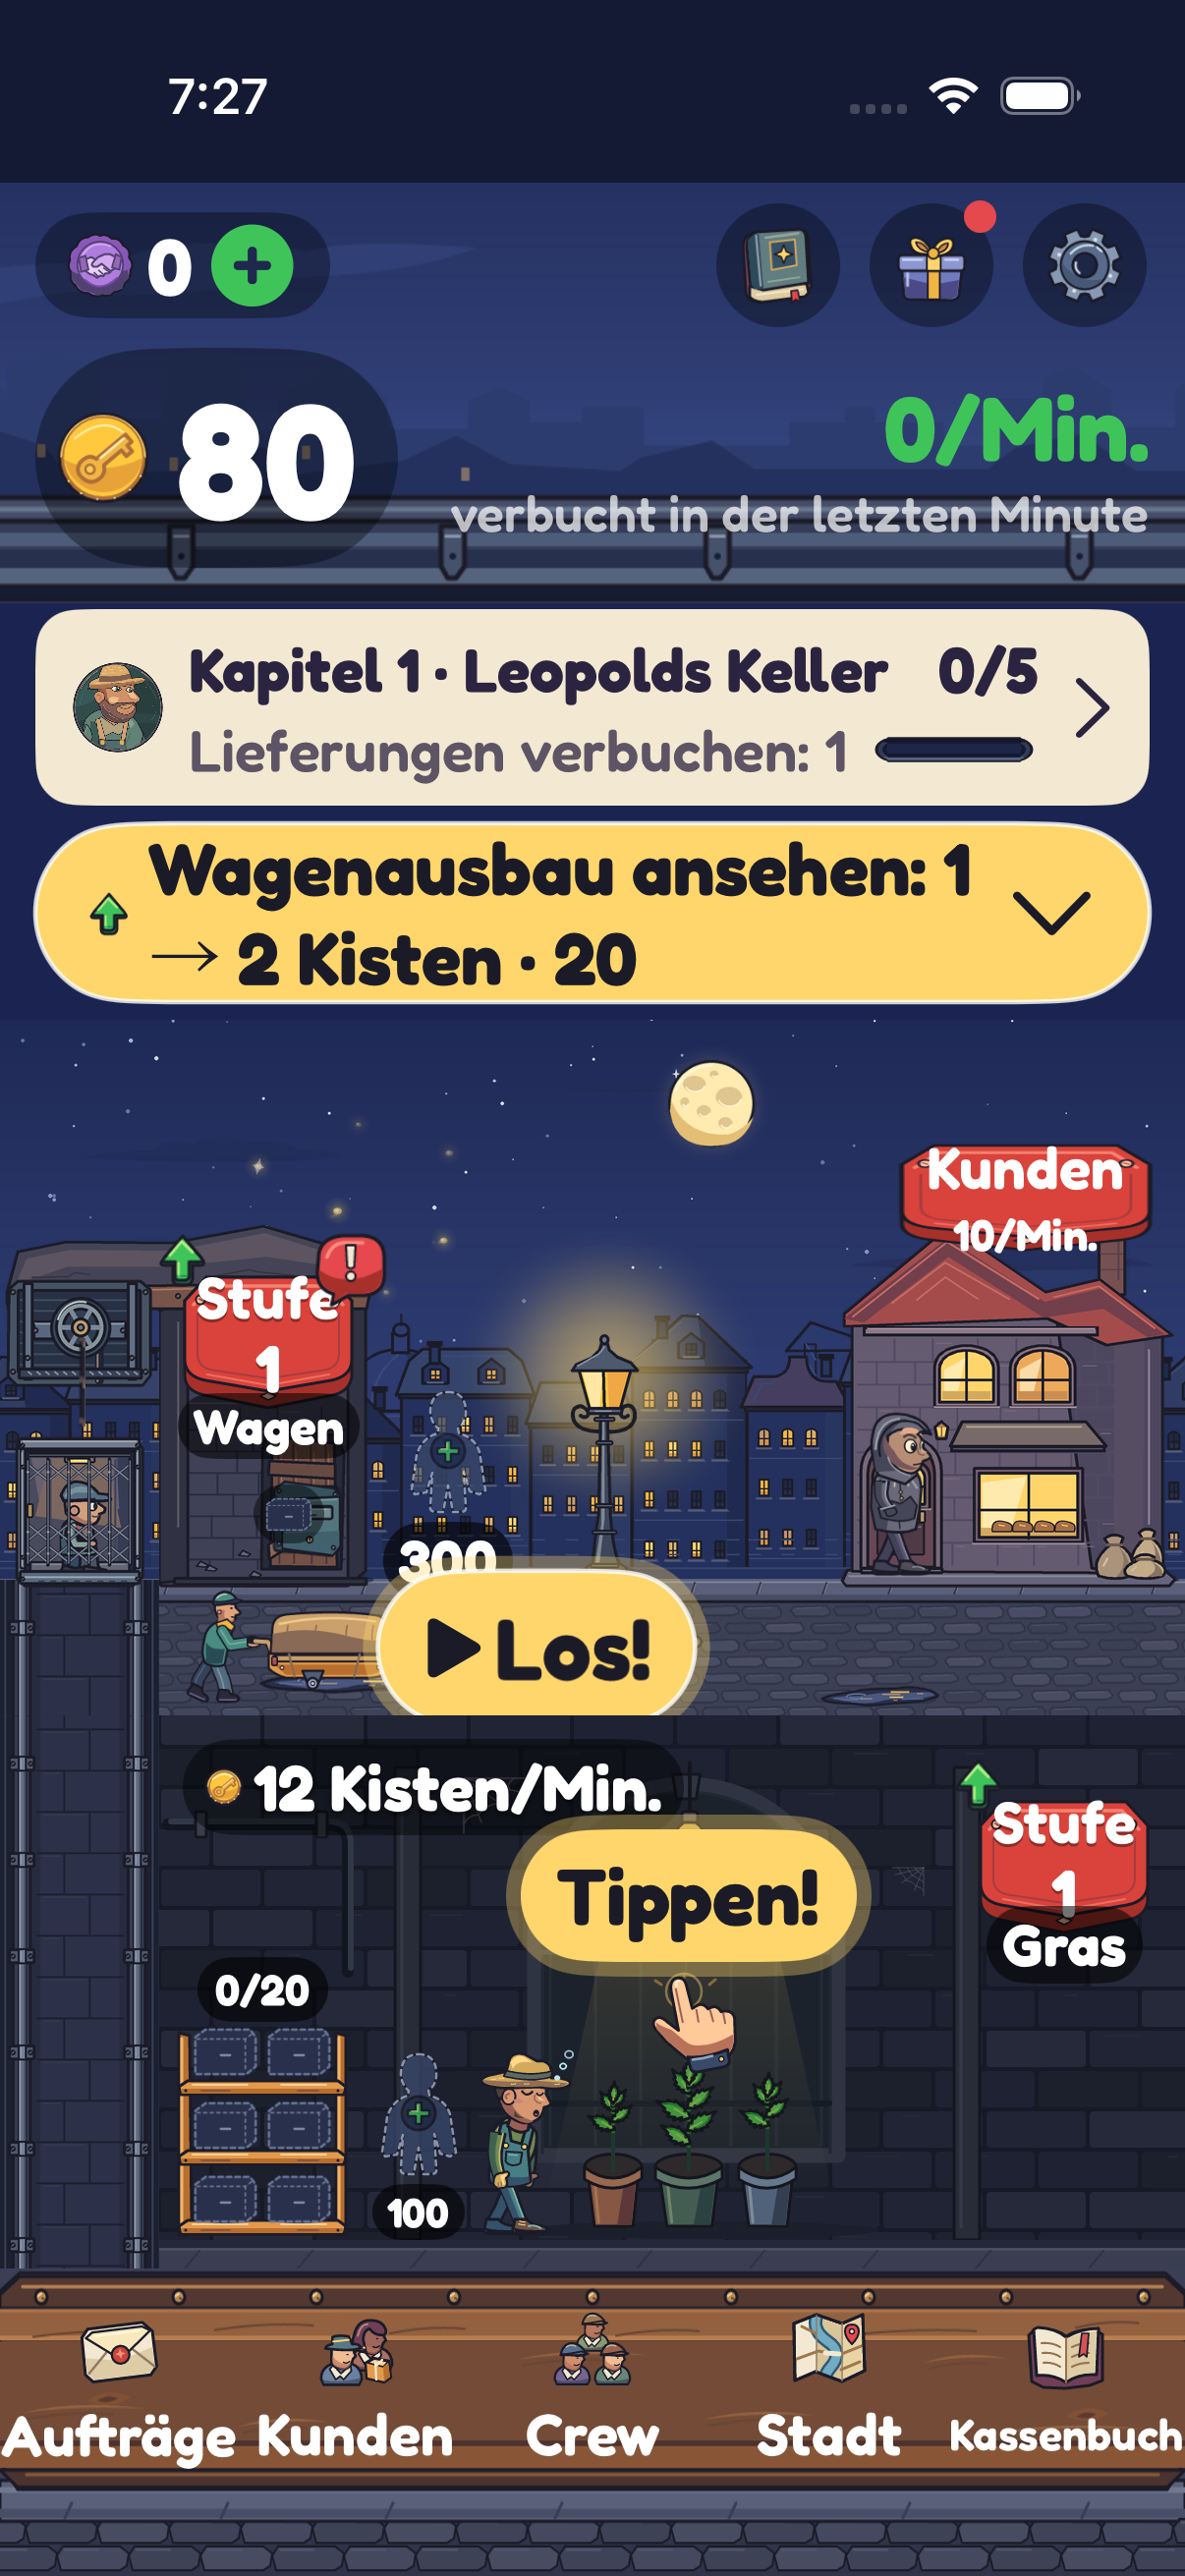 7:27
0
80
0/Min.
verbucht in der letzten Minute
Kapitel 1 · Leopolds Keller 0/5
Lieferungen verbuchen: 1
Wagenausbau ansehen: 1
→ 2 Kisten · 20
Kunden
10/Min.
Stufe
1
Wagen
300
Los!
12 Kisten/Min.
Tippen!
Stufe
1
Gras
0/20
100
Aufträge Kunden Crew Stadt Kassenbuch